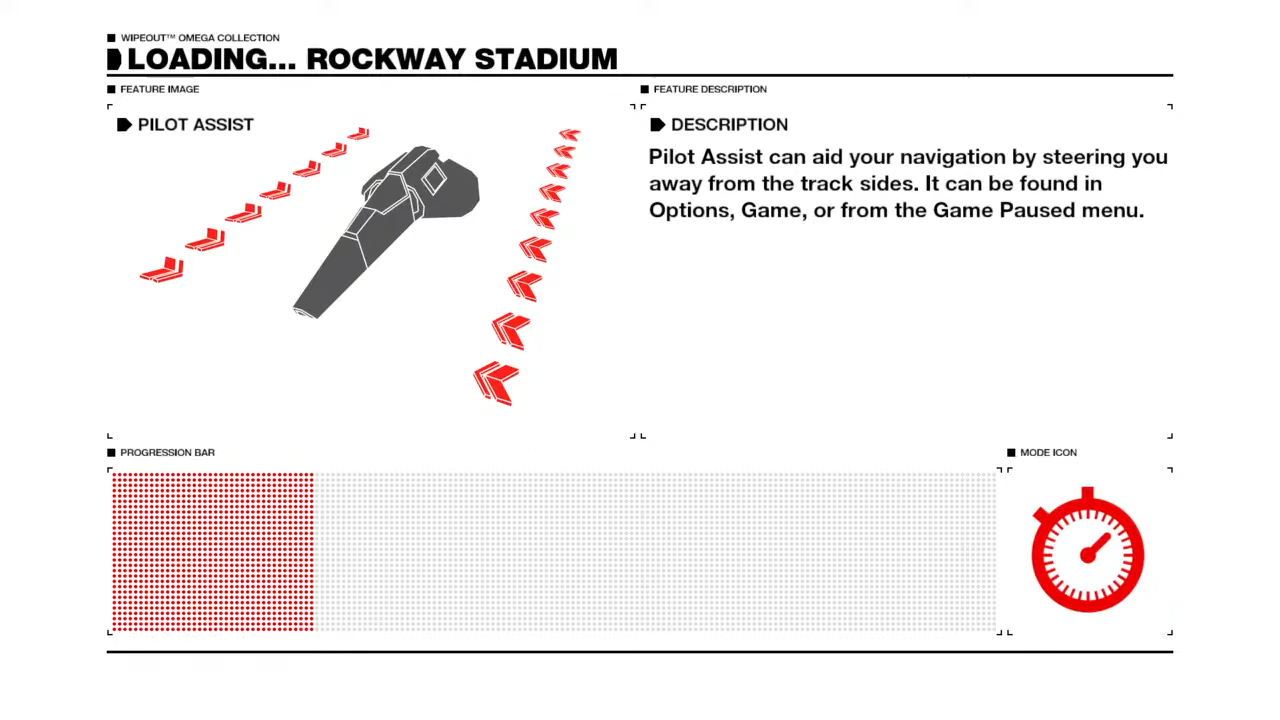 WIPEOUT™ OMEGA COLLECTION
LOADING... ROCKWAY STADIUM
FEATURE IMAGE
PILOT ASSIST
FEATURE DESCRIPTION
DESCRIPTION
Pilot Assist can aid your navigation by steering you
away from the track sides. It can be found in
Options, Game, or from the Game Paused menu.
PROGRESSION BAR
MODE ICON